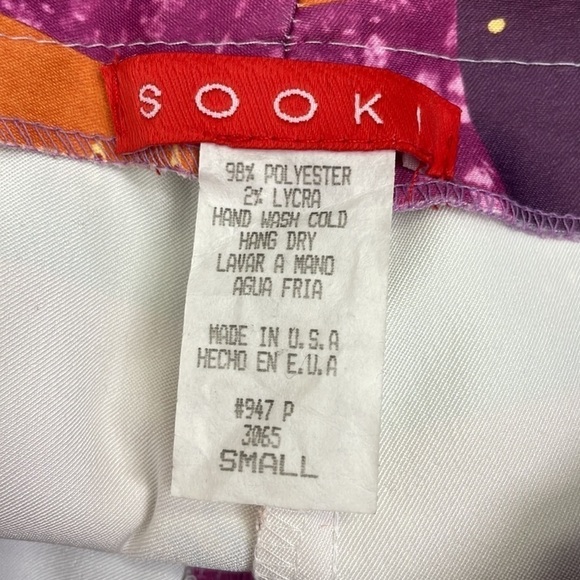 SOOKI
98% POLYESTER
2% LYCRA
HAND WASH COLD
HANG DRY
LAVAR A MANO
AGUA FRIA
MADE IN U.S.A
HECHO EN E.U.A
#947 P
3065
SMALL